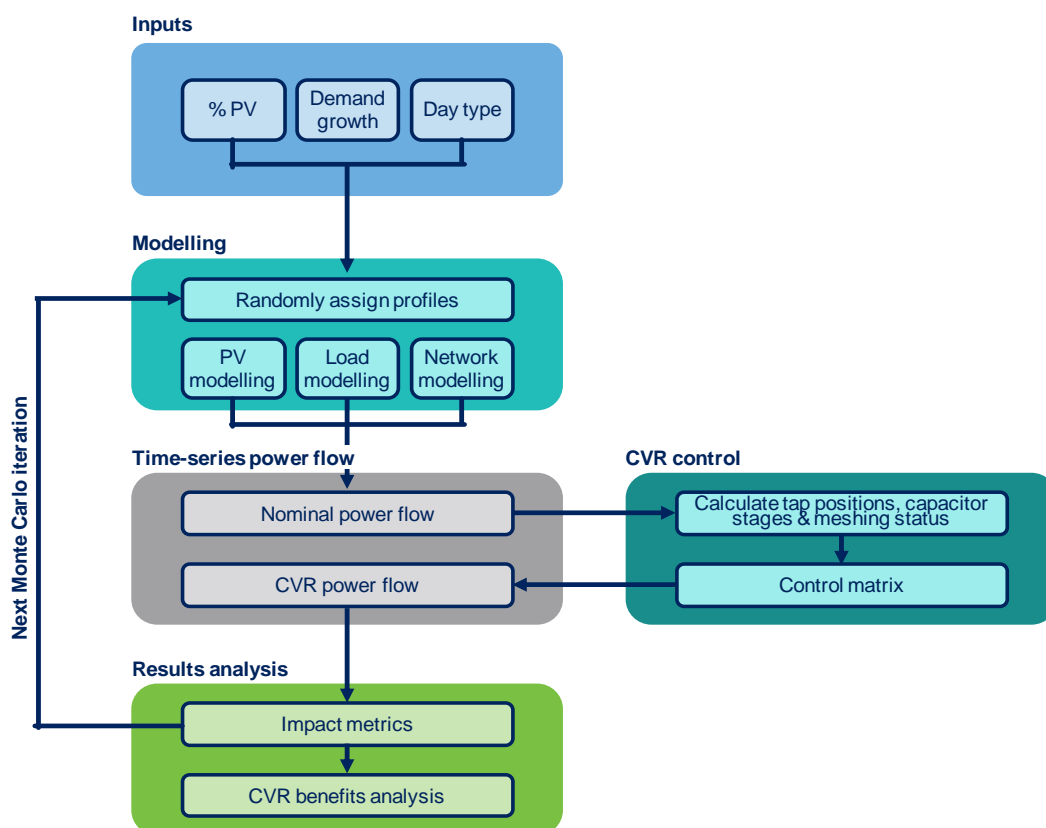 Inputs
% PV
Demand
growth
Day type
Modelling
Randomly assign profiles
PV
modelling
Load
modelling
Network
modelling
Next Monte Carlo iteration
Time-series power flow
CVR control
Nominal power flow
Calculate tap positions, capacitor
stages & meshing status
CVR power flow
Control matrix
Results analysis
Impact metrics
CVR benefits analysis